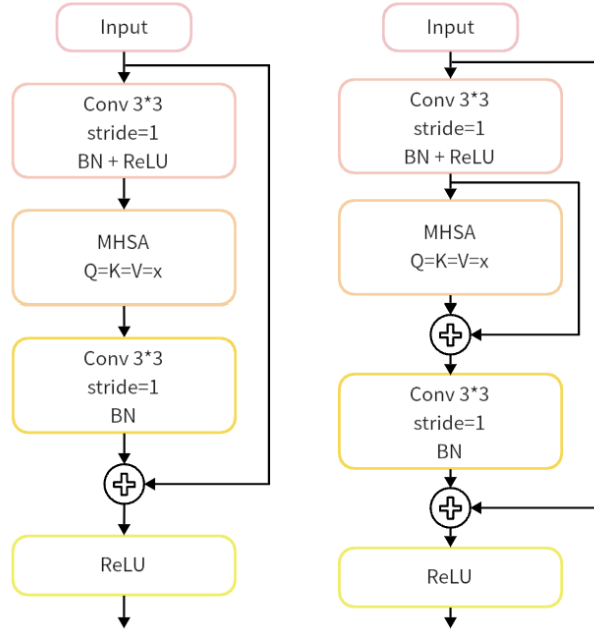 Input
Conv 3*3
stride=1
BN + ReLU
MHSA
Q=K=V=x
Conv 3*3
stride=1
BN
ReLU
Input
Conv 3*3
stride=1
BN + ReLU
MHSA
Q=K=V=x
Conv 3*3
stride=1
BN
ReLU